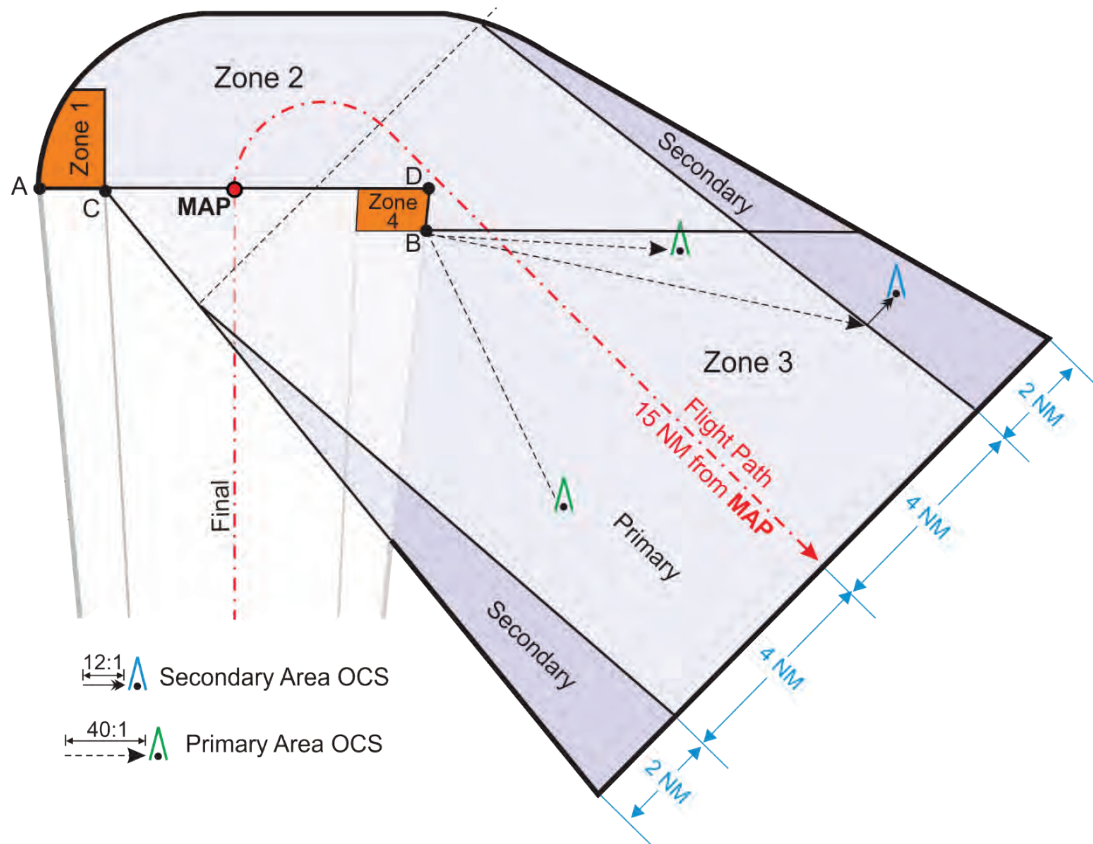 Zone 2
Zone 1
A
C
MAP
D
Zone
4
B
Secondary
Zone 3
Flight Path
15 NM from MAP
Final
Primary
Secondary
2 NM
4 NM
4 NM
2 NM
12:1
Secondary Area OCS
40:1
Primary Area OCS